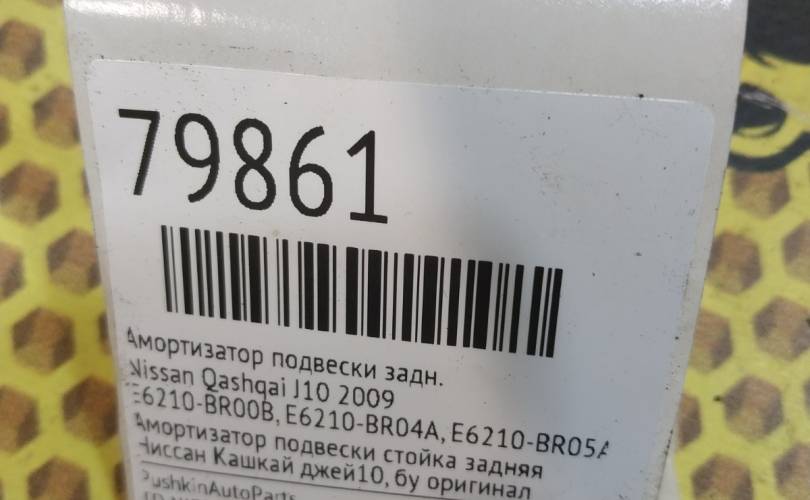 79861
Амортизатор подвески задн.
Nissan Qashqai J10 2009
E6210-BR00B, E6210-BR04A, E6210-BR05A
Амортизатор подвески стойка задняя
Ниссан Кашкай джей10, бу оригинал
PushkinAutoParts